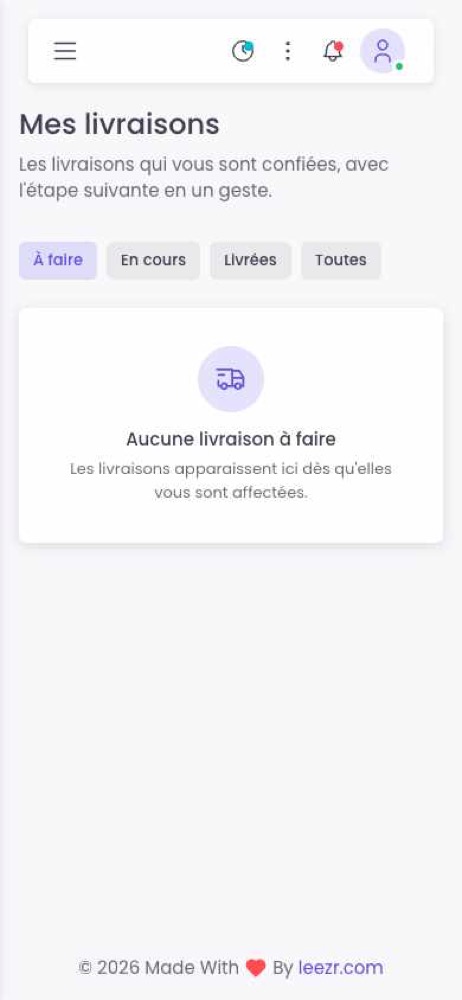 Mes livraisons
Les livraisons qui vous sont confiées, avec
l'étape suivante en un geste.
À faire En cours Livrées Toutes
Aucune livraison à faire
Les livraisons apparaissent ici dès qu'elles
vous sont affectées.
© 2026 Made With ❤ By leezr.com